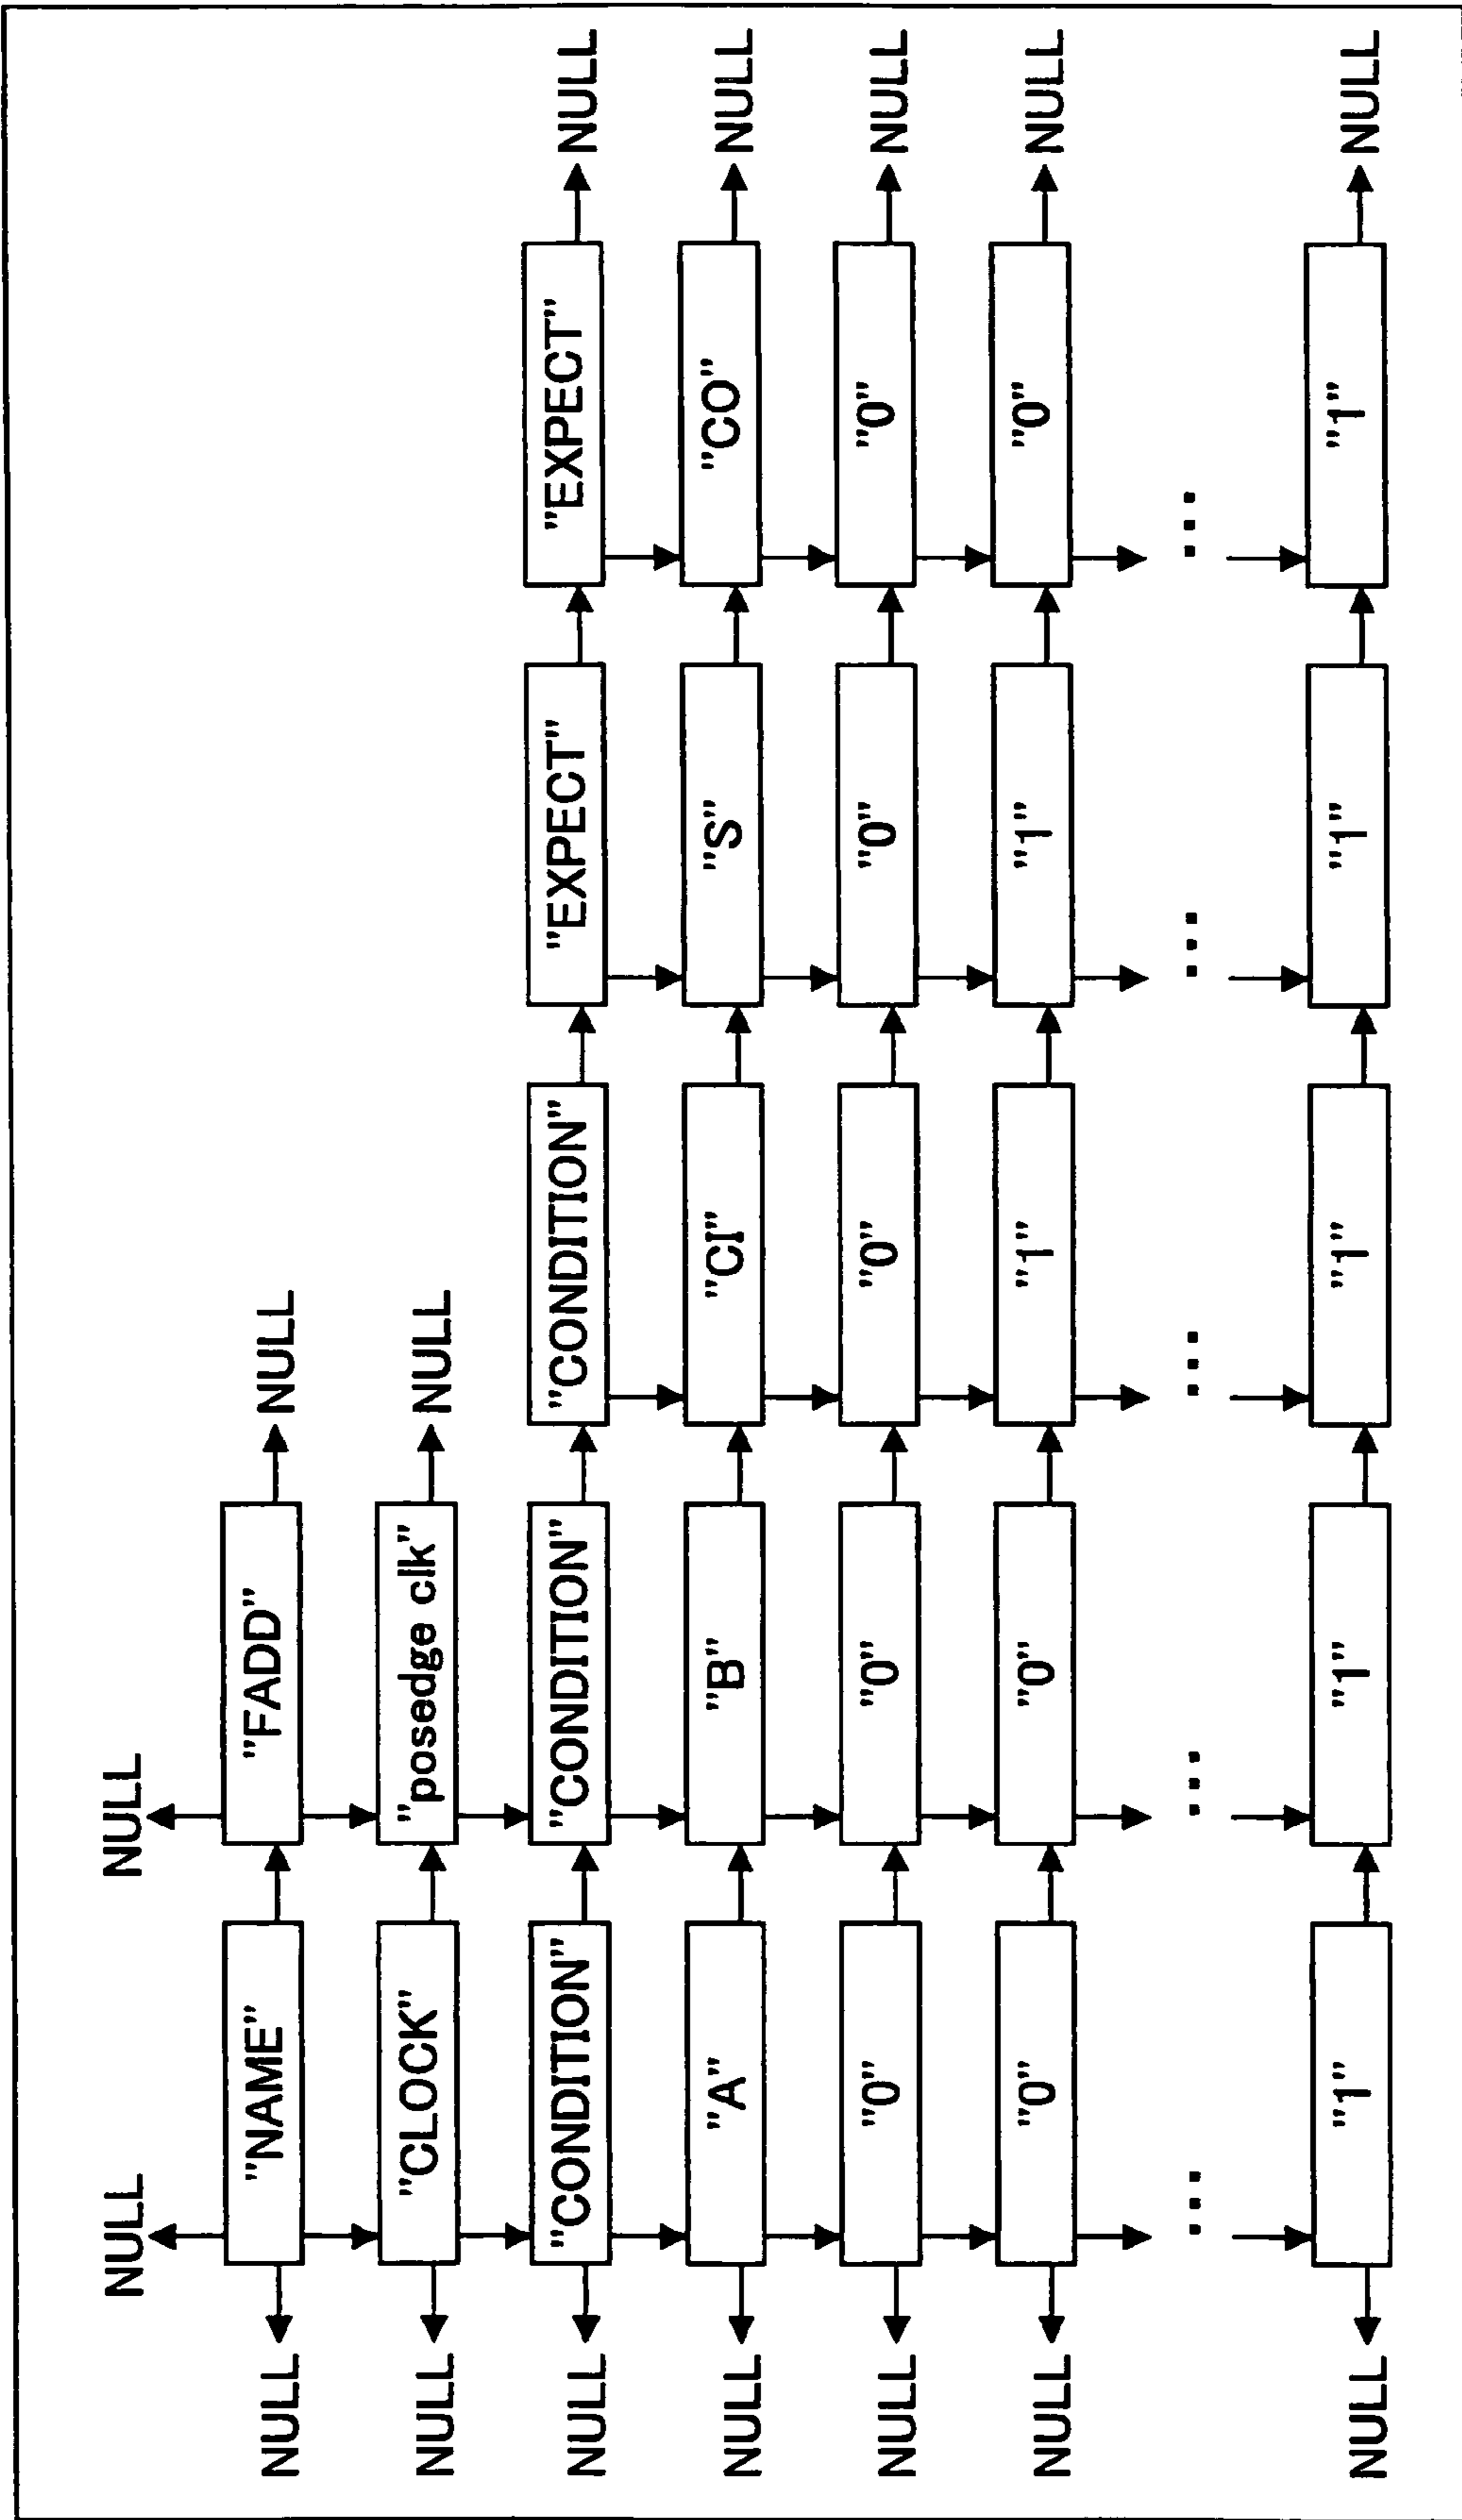 NULL NULL
NULL "NAME" "FADD" NULL
NULL "CLOCK" "posedge clk" NULL
NULL "CONDITION" "CONDITION" "CONDITION" "EXPECT" "EXPECT" NULL
NULL "A" "B" "CI" "S" "CO" NULL
NULL "0" "0" "0" "0" "0" NULL
NULL "0" "0" "1" "1" "0" NULL
... ... ... ... ...
NULL "1" "1" "1" "1" "1" NULL